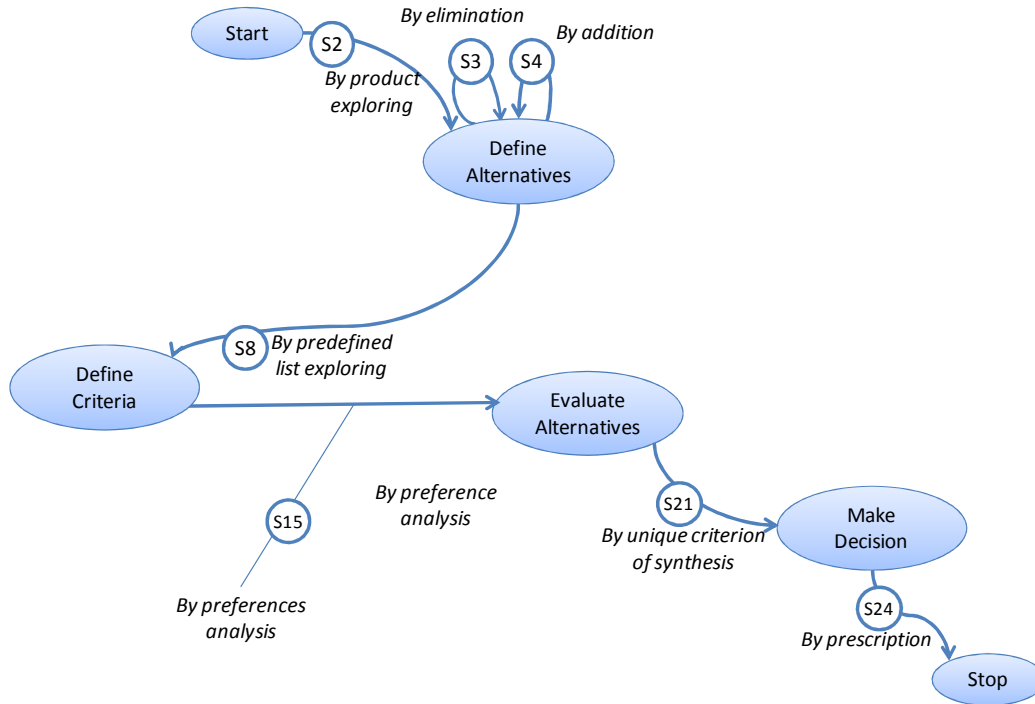 Start
S2
By product
exploring
By elimination
S3
By addition
S4
Define
Alternatives
S8
By predefined
list exploring
Define
Criteria
Evaluate
Alternatives
By preference
analysis
S15
By preferences
analysis
S21
By unique criterion
of synthesis
Make
Decision
S24
By prescription
Stop